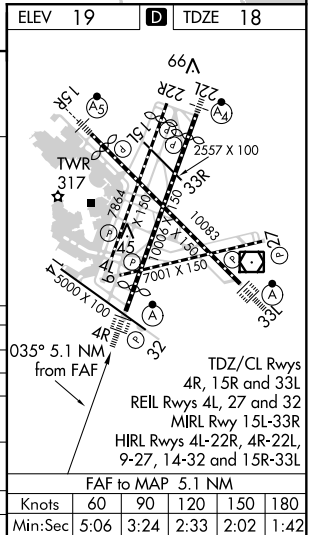 ELEV 19 D TDZE 18
66
15R
A5
22R
22L
A4
15L
P
P
P
2557 X 100
TWR
317
33R
7864 X 150
10006 X 150
10083 X 150
P
45
27
P
4L
P
9
7001 X 150
P
14
5000 X 100
A
A
33L
4R
P
32
035° 5.1 NM
from FAF
TDZ/CL Rwys
4R, 15R and 33L
REIL Rwys 4L, 27 and 32
MIRL Rwy 15L-33R
HIRL Rwys 4L-22R, 4R-22L,
9-27, 14-32 and 15R-33L
FAF to MAP 5.1 NM
Knots 60 90 120 150 180
Min:Sec 5:06 3:24 2:33 2:02 1:42